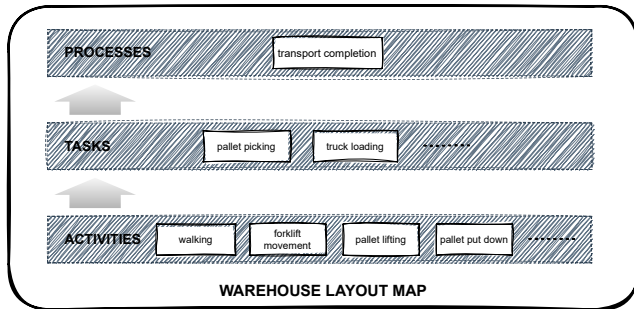 PROCESSES
transport completion
TASKS
pallet picking
truck loading
ACTIVITIES
walking
forklift
movement
pallet lifting
pallet put down
WAREHOUSE LAYOUT MAP